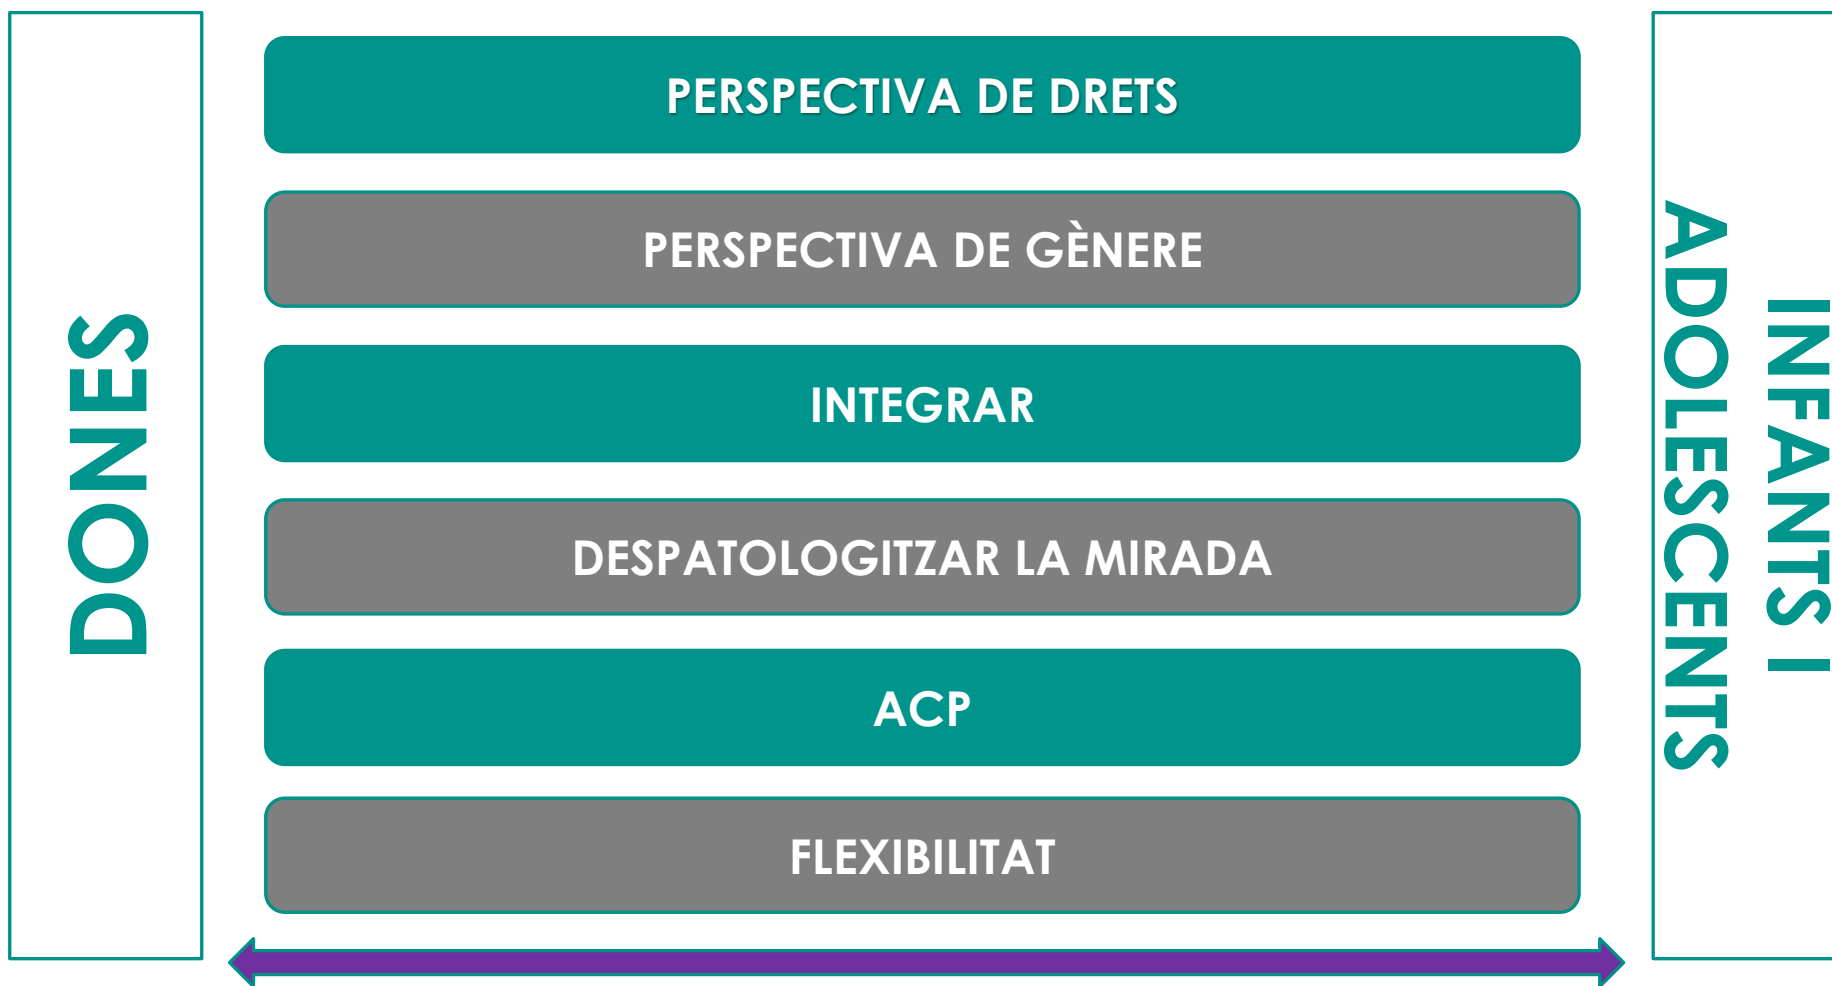 DONES
PERSPECTIVA DE DRETS
PERSPECTIVA DE GÈNERE
INTEGRAR
DESPATOLOGITZAR LA MIRADA
ACP
FLEXIBILITAT
INFANTS I
ADOLESCENTS